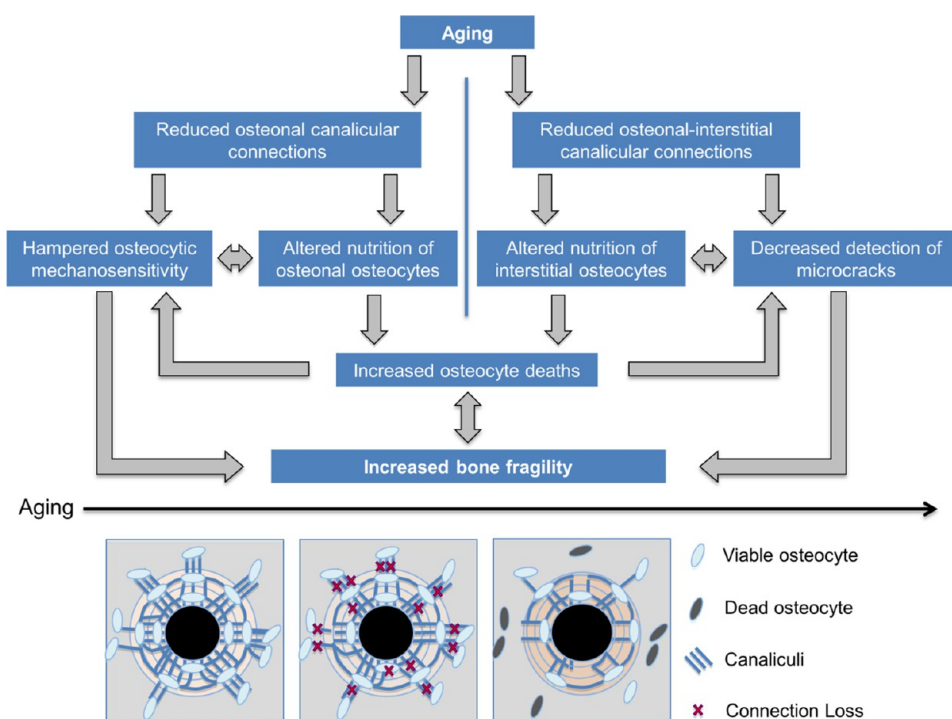 Aging
Reduced osteonal canalicular
connections
Reduced osteonal-interstitial
canalicular connections
Hampered osteocytic
mechanosensitivity
Altered nutrition of
osteonal osteocytes
Altered nutrition of
interstitial osteocytes
Decreased detection of
microcracks
Increased osteocyte deaths
Increased bone fragility
Aging
Viable osteocyte
Dead osteocyte
Canaliculi
Connection Loss